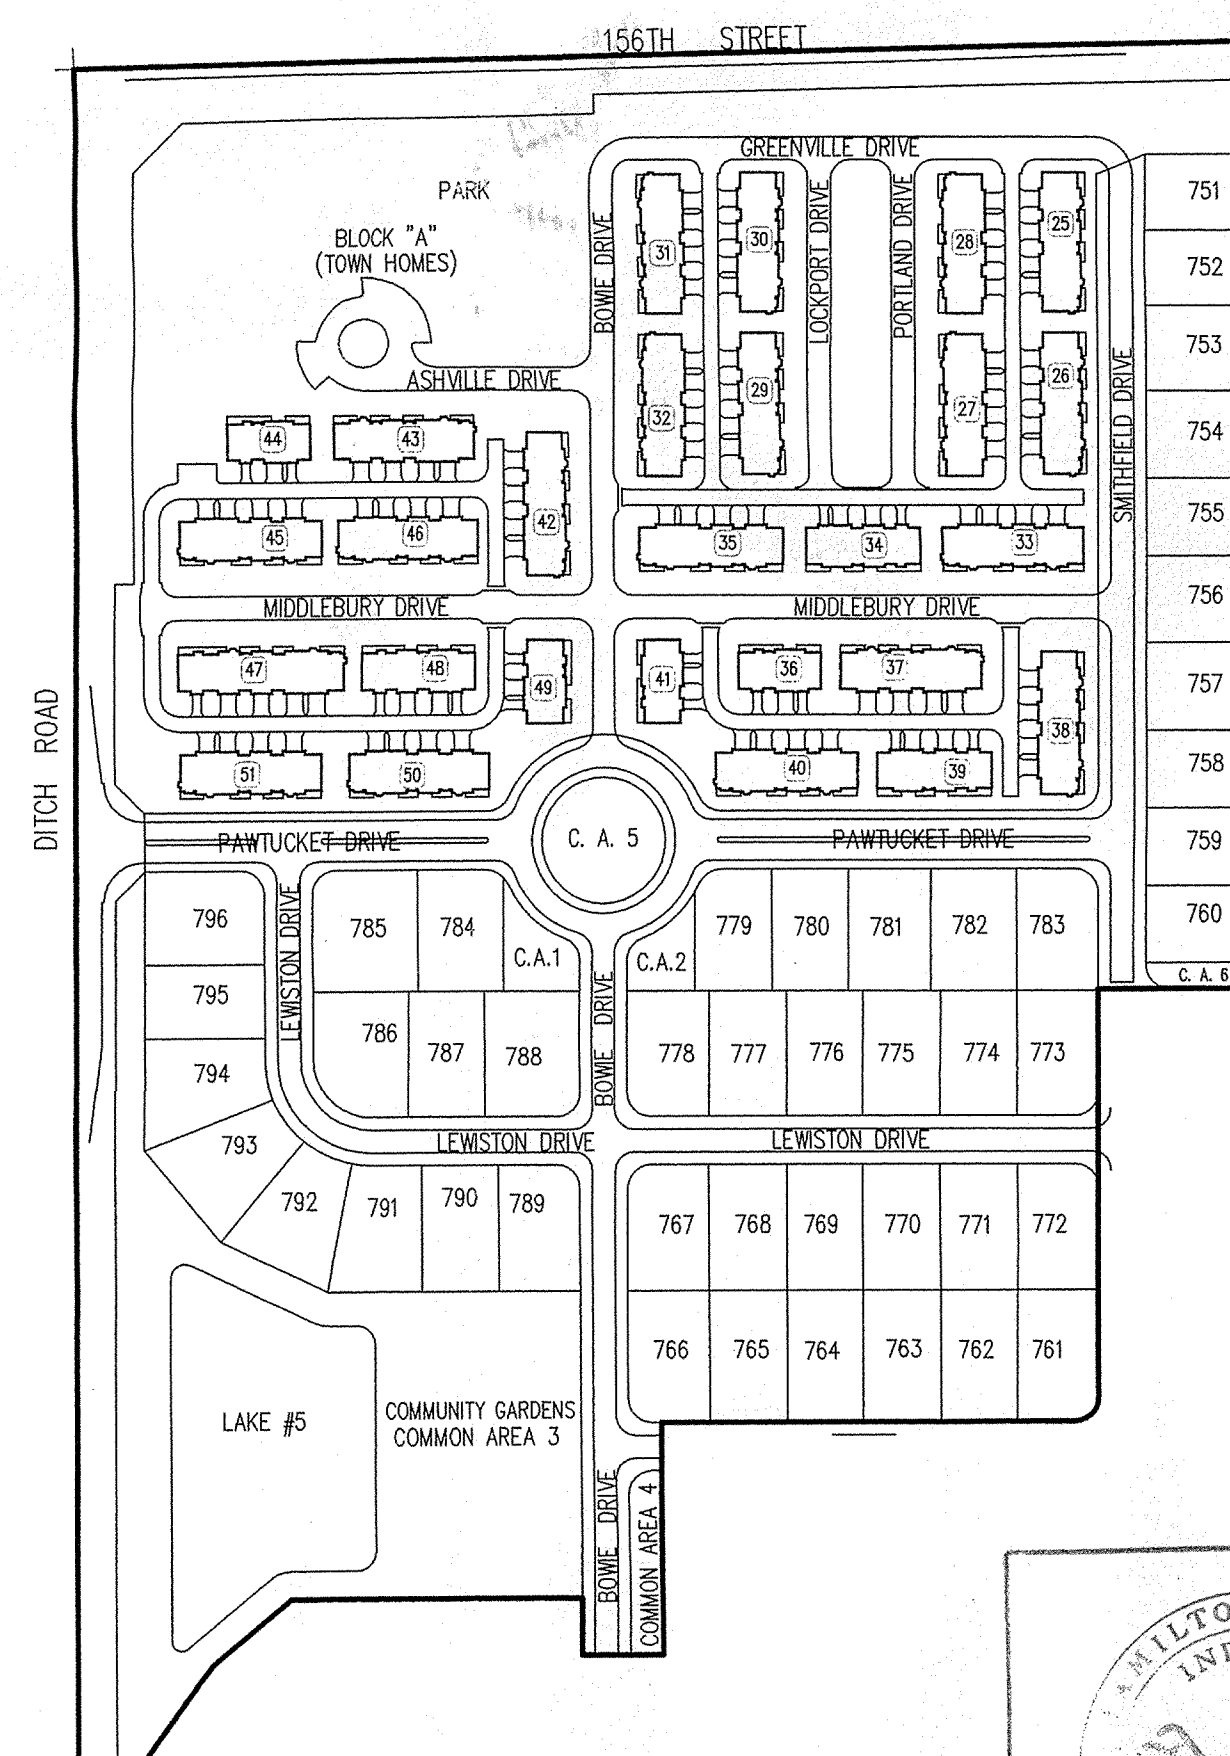 156TH STREET
GREENVILLE DRIVE
PARK
BLOCK "A"
(TOWN HOMES)
BOWIE DRIVE
LOCKPORT DRIVE
PORTLAND DRIVE
SMITHFIELD DRIVE
31
30
28
25
32
29
27
26
751
752
753
754
755
756
757
758
759
760
C. A. 6
ASHVILLE DRIVE
44
43
42
45
46
35
34
33
MIDDLEBURY DRIVE
MIDDLEBURY DRIVE
47
48
49
41
36
37
38
51
50
40
39
DITCH ROAD
PAWTUCKET DRIVE
C. A. 5
PAWTUCKET DRIVE
796
795
794
793
792
791
790
789
LEWISTON DRIVE
785
784
C.A.1
786
787
788
BOWIE DRIVE
C.A.2
779
780
781
782
783
778
777
776
775
774
773
LEWISTON DRIVE
LEWISTON DRIVE
767
768
769
770
771
772
766
765
764
763
762
761
LAKE #5
COMMUNITY GARDENS
COMMON AREA 3
BOWIE DRIVE
COMMON AREA 4
AMILTO
IND